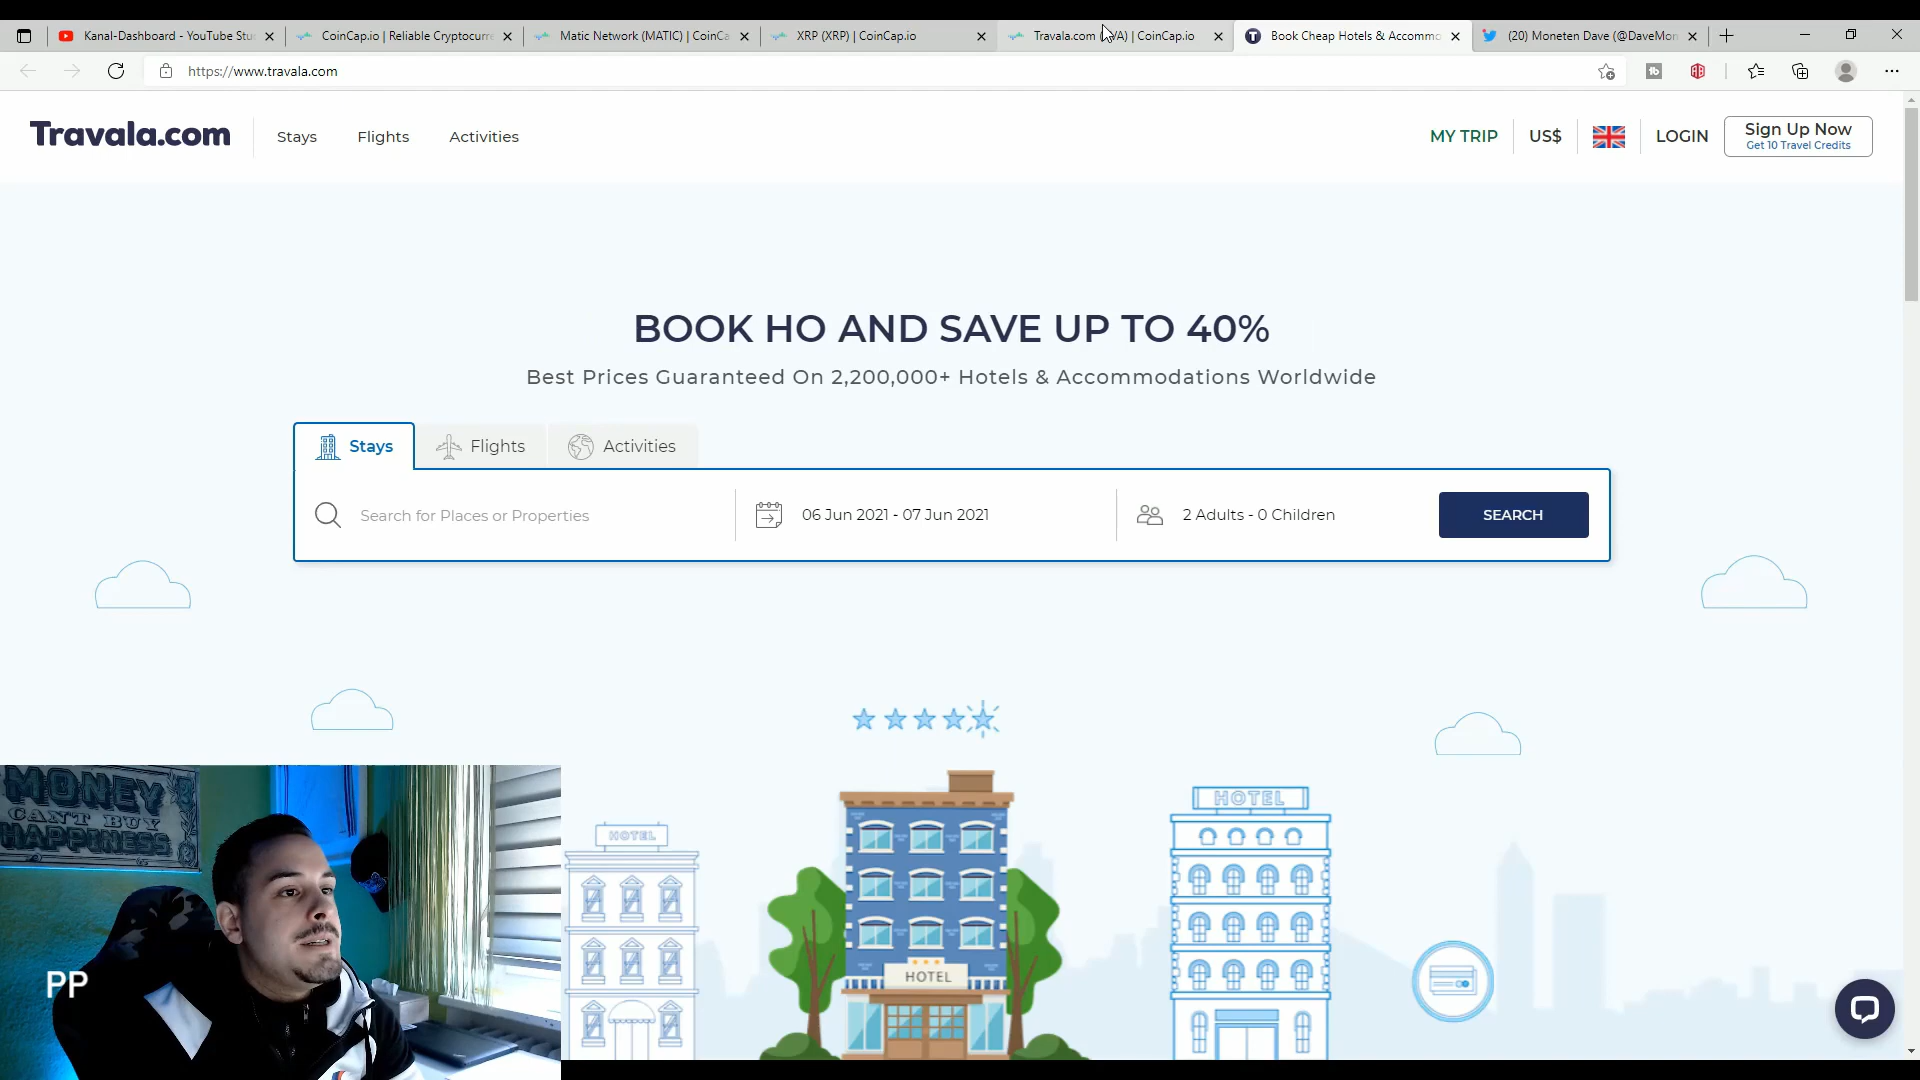 Kanal-Dashboard - YouTube Stu
CoinCap.io | Reliable Cryptocurre
Matic Network (MATIC) | CoinCa
XRP (XRP) | CoinCap.io
Travala.com (AVA) | CoinCap.io
Book Cheap Hotels & Accommo
(20) Moneten Dave (@DaveMon
https://www.travala.com
Travala.com
Stays
Flights
Activities
MY TRIP
US$
LOGIN
Sign Up Now
Get 10 Travel Credits
BOOK HO AND SAVE UP TO 40%
Best Prices Guaranteed On 2,200,000+ Hotels & Accommodations Worldwide
Stays
Flights
Activities
Search for Places or Properties
06 Jun 2021 - 07 Jun 2021
2 Adults - 0 Children
SEARCH
HOTEL
HOTEL
HOTEL
MONEY
CAN'T BUY
HAPPINESS
PP